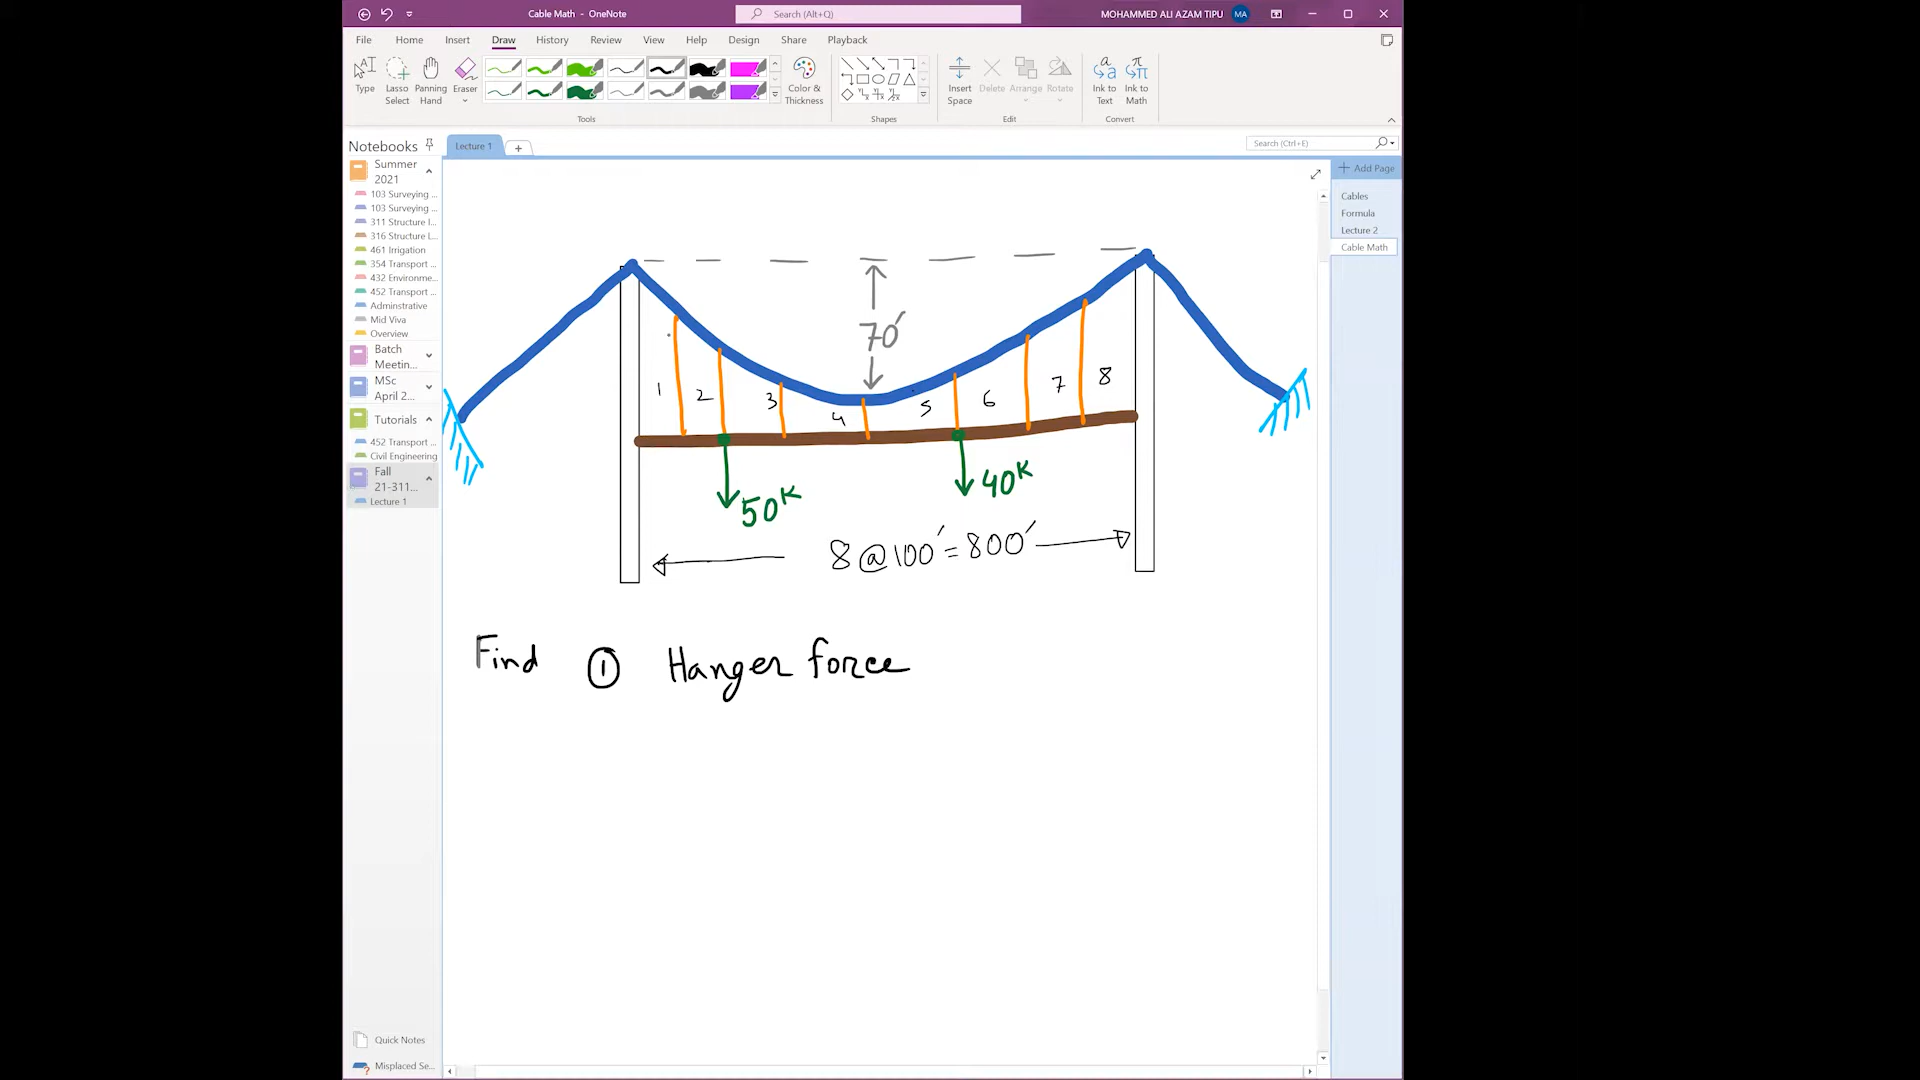 Cable Math - OneNote
Search (Alt+Q)
MOHAMMED ALI AZAM TIPU
MA
File Home Insert Draw History Review View Help Design Share Playback
Type
Lasso Select
Panning Hand
Eraser
Color & Thickness
Insert Space
Delete
Arrange
Rotate
Ink to Text
Ink to Math
Tools
Shapes
Edit
Convert
Notebooks
Lecture 1
Search (Ctrl+E)
Add Page
Cables
Formula
Lecture 2
Cable Math
Summer 2021
103 Surveying ...
103 Surveying ...
311 Structure I...
316 Structure L...
461 Irrigation
354 Transport ...
432 Environme...
452 Transport ...
Adminstrative
Mid Viva
Overview
Batch Meetin...
MSc April 2...
Tutorials
452 Transport ...
Civil Engineering
Fall 21-311...
Lecture 1
Quick Notes
Misplaced Se...
70'
1 2 3 4 5 6 7 8
50K
40K
8@100'=800'
Find ① Hanger force